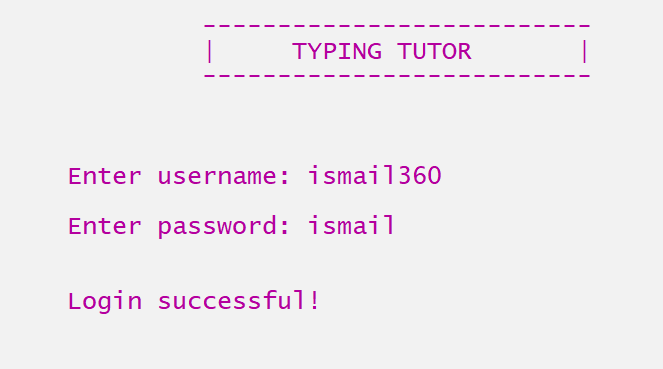 --------------------------
|     TYPING TUTOR       |
--------------------------
Enter username: ismail360
Enter password: ismail
Login successful!